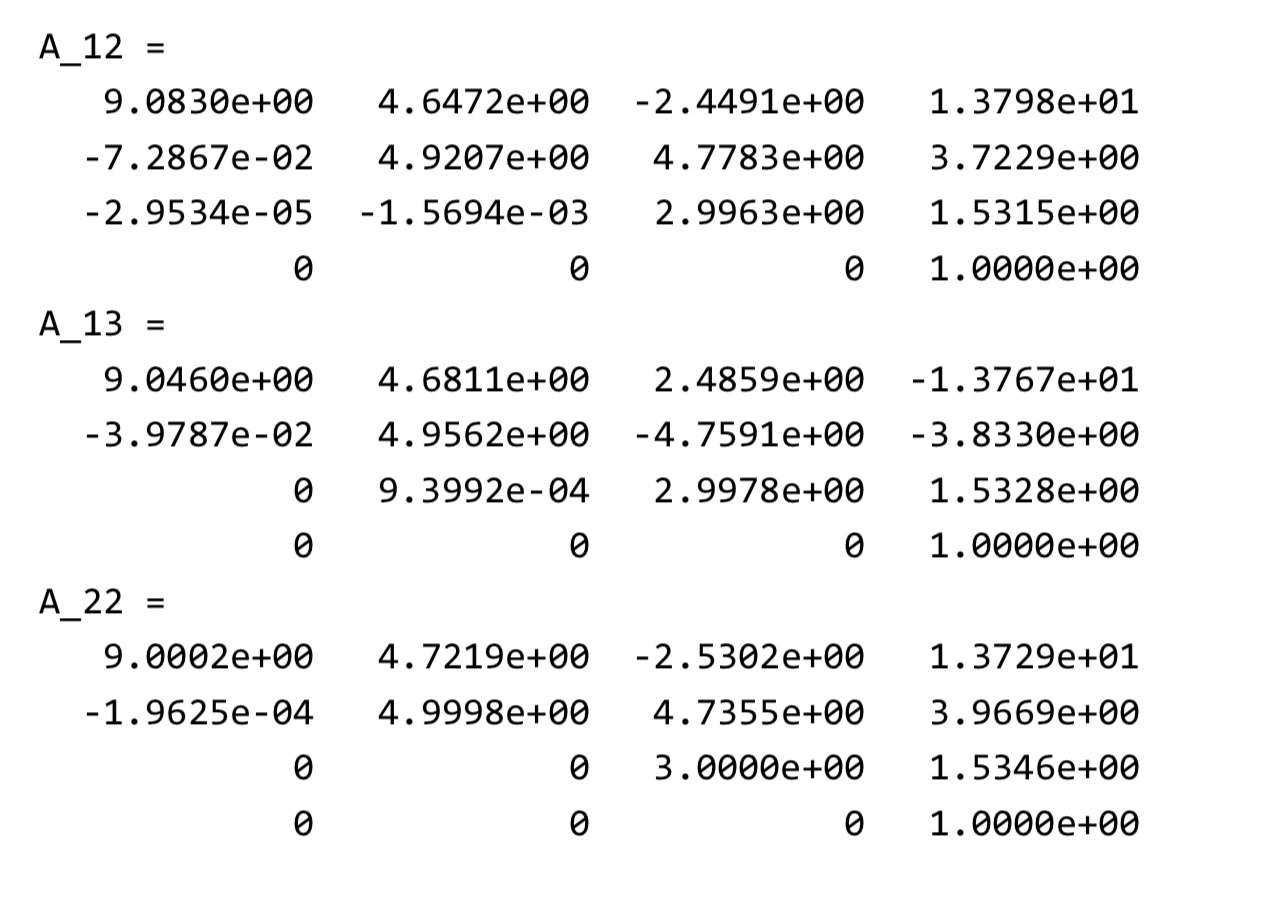 A_12 =
9.0830e+00 4.6472e+00 -2.4491e+00 1.3798e+01
-7.2867e-02 4.9207e+00 4.7783e+00 3.7229e+00
-2.9534e-05 -1.5694e-03 2.9963e+00 1.5315e+00
0 0 0 1.0000e+00
A_13 =
9.0460e+00 4.6811e+00 2.4859e+00 -1.3767e+01
-3.9787e-02 4.9562e+00 -4.7591e+00 -3.8330e+00
0 9.3992e-04 2.9978e+00 1.5328e+00
0 0 0 1.0000e+00
A_22 =
9.0002e+00 4.7219e+00 -2.5302e+00 1.3729e+01
-1.9625e-04 4.9998e+00 4.7355e+00 3.9669e+00
0 0 3.0000e+00 1.5346e+00
0 0 0 1.0000e+00